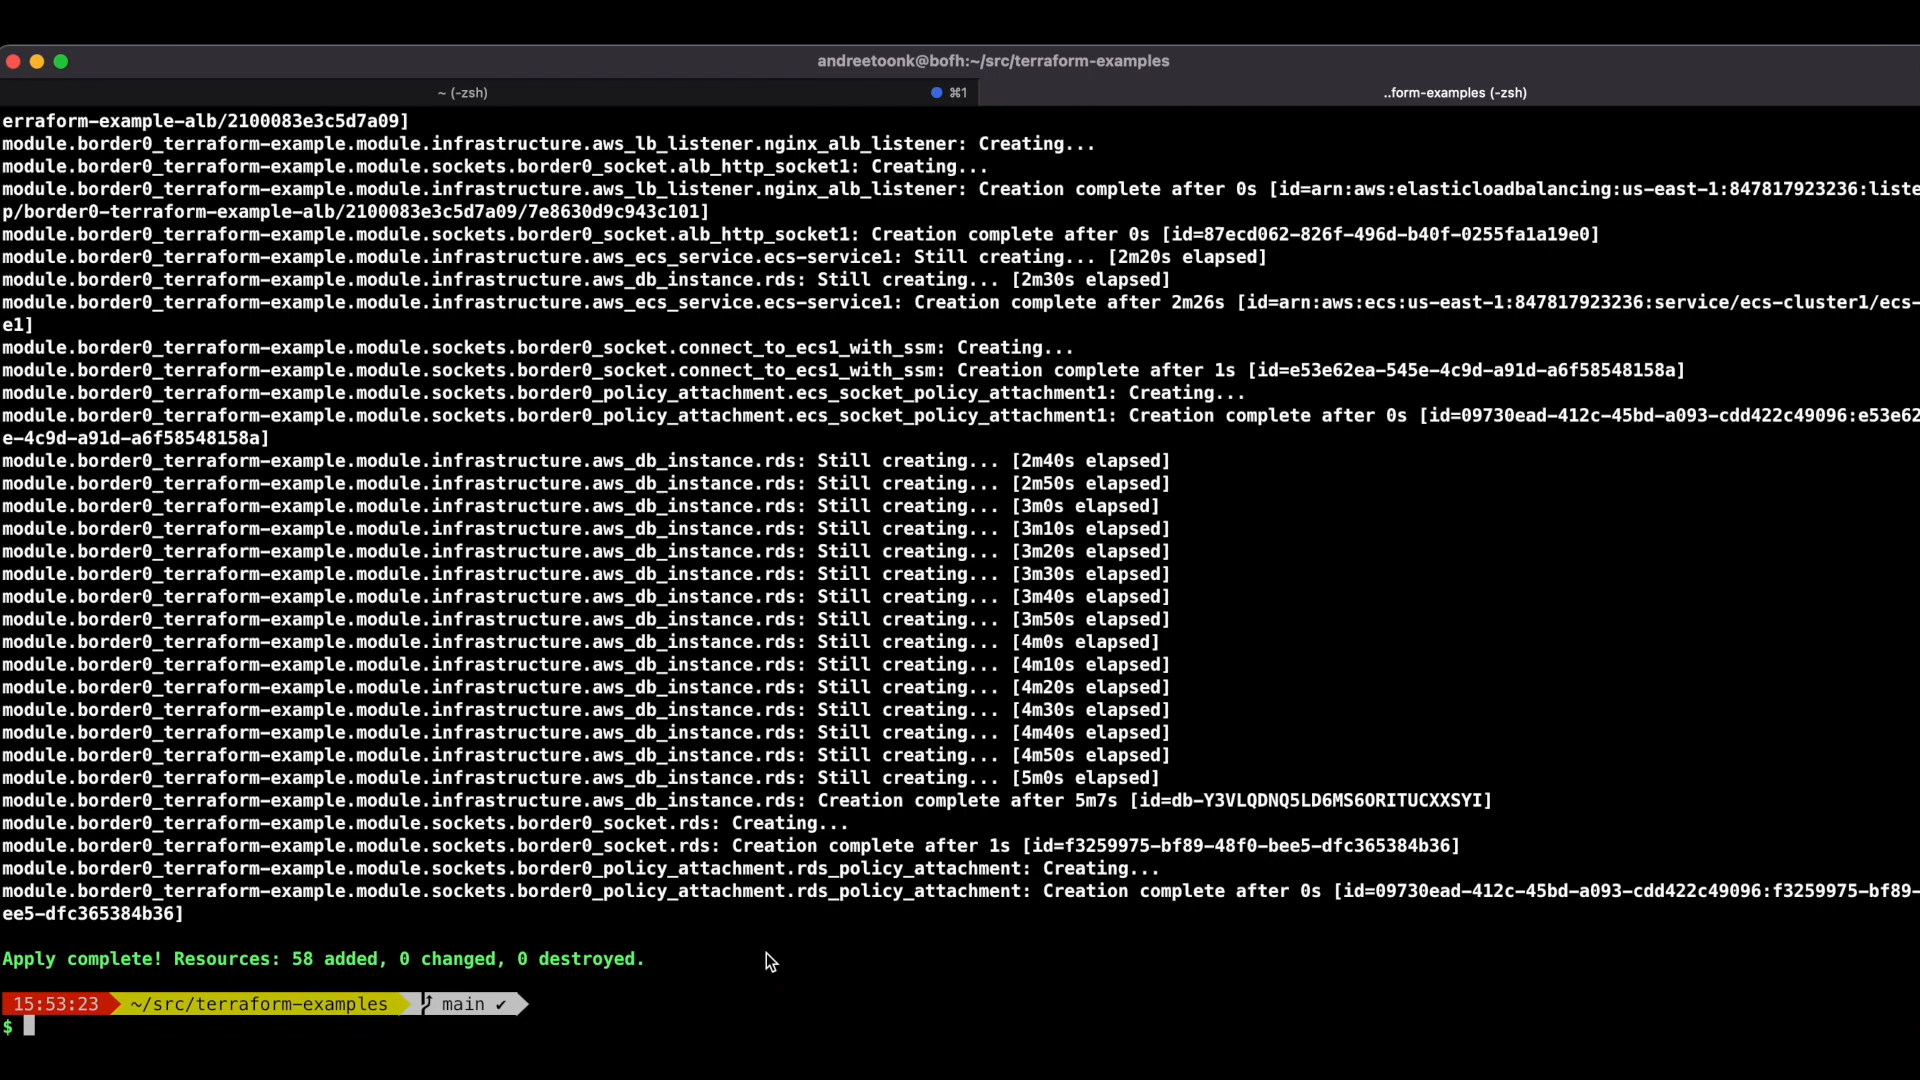 andreetoonk@bofh:~/src/terraform-examples
~ (-zsh) ⌘1 ..form-examples (-zsh)
erraform-example-alb/2100083e3c5d7a09]
module.border0_terraform-example.module.infrastructure.aws_lb_listener.nginx_alb_listener: Creating...
module.border0_terraform-example.module.sockets.border0_socket.alb_http_socket1: Creating...
module.border0_terraform-example.module.infrastructure.aws_lb_listener.nginx_alb_listener: Creation complete after 0s [id=arn:aws:elasticloadbalancing:us-east-1:847817923236:liste
p/border0-terraform-example-alb/2100083e3c5d7a09/7e8630d9c943c101]
module.border0_terraform-example.module.sockets.border0_socket.alb_http_socket1: Creation complete after 0s [id=87ecd062-826f-496d-b40f-0255fa1a19e0]
module.border0_terraform-example.module.infrastructure.aws_ecs_service.ecs-service1: Still creating... [2m20s elapsed]
module.border0_terraform-example.module.infrastructure.aws_db_instance.rds: Still creating... [2m30s elapsed]
module.border0_terraform-example.module.infrastructure.aws_ecs_service.ecs-service1: Creation complete after 2m26s [id=arn:aws:ecs:us-east-1:847817923236:service/ecs-cluster1/ecs-
e1]
module.border0_terraform-example.module.sockets.border0_socket.connect_to_ecs1_with_ssm: Creating...
module.border0_terraform-example.module.sockets.border0_socket.connect_to_ecs1_with_ssm: Creation complete after 1s [id=e53e62ea-545e-4c9d-a91d-a6f58548158a]
module.border0_terraform-example.module.sockets.border0_policy_attachment.ecs_socket_policy_attachment1: Creating...
module.border0_terraform-example.module.sockets.border0_policy_attachment.ecs_socket_policy_attachment1: Creation complete after 0s [id=09730ead-412c-45bd-a093-cdd422c49096:e53e62
e-4c9d-a91d-a6f58548158a]
module.border0_terraform-example.module.infrastructure.aws_db_instance.rds: Still creating... [2m40s elapsed]
module.border0_terraform-example.module.infrastructure.aws_db_instance.rds: Still creating... [2m50s elapsed]
module.border0_terraform-example.module.infrastructure.aws_db_instance.rds: Still creating... [3m0s elapsed]
module.border0_terraform-example.module.infrastructure.aws_db_instance.rds: Still creating... [3m10s elapsed]
module.border0_terraform-example.module.infrastructure.aws_db_instance.rds: Still creating... [3m20s elapsed]
module.border0_terraform-example.module.infrastructure.aws_db_instance.rds: Still creating... [3m30s elapsed]
module.border0_terraform-example.module.infrastructure.aws_db_instance.rds: Still creating... [3m40s elapsed]
module.border0_terraform-example.module.infrastructure.aws_db_instance.rds: Still creating... [3m50s elapsed]
module.border0_terraform-example.module.infrastructure.aws_db_instance.rds: Still creating... [4m0s elapsed]
module.border0_terraform-example.module.infrastructure.aws_db_instance.rds: Still creating... [4m10s elapsed]
module.border0_terraform-example.module.infrastructure.aws_db_instance.rds: Still creating... [4m20s elapsed]
module.border0_terraform-example.module.infrastructure.aws_db_instance.rds: Still creating... [4m30s elapsed]
module.border0_terraform-example.module.infrastructure.aws_db_instance.rds: Still creating... [4m40s elapsed]
module.border0_terraform-example.module.infrastructure.aws_db_instance.rds: Still creating... [4m50s elapsed]
module.border0_terraform-example.module.infrastructure.aws_db_instance.rds: Still creating... [5m0s elapsed]
module.border0_terraform-example.module.infrastructure.aws_db_instance.rds: Creation complete after 5m7s [id=db-Y3VLQDNQ5LD6MS6ORITUCXXSYI]
module.border0_terraform-example.module.sockets.border0_socket.rds: Creating...
module.border0_terraform-example.module.sockets.border0_socket.rds: Creation complete after 1s [id=f3259975-bf89-48f0-bee5-dfc365384b36]
module.border0_terraform-example.module.sockets.border0_policy_attachment.rds_policy_attachment: Creating...
module.border0_terraform-example.module.sockets.border0_policy_attachment.rds_policy_attachment: Creation complete after 0s [id=09730ead-412c-45bd-a093-cdd422c49096:f3259975-bf89-
ee5-dfc365384b36]
Apply complete! Resources: 58 added, 0 changed, 0 destroyed.
15:53:23 ~/src/terraform-examples main ✔
$